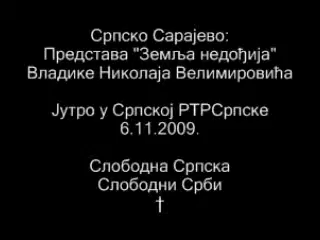 Српско Сарајево:
Представа "Земља недођија"
Владике Николаја Велимировића
Јутро у Српској РТРСрпске
6.11.2009.
Слободна Српска
Слободни Срби
†